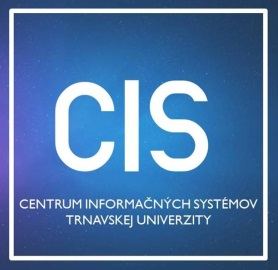 CIS
CENTRUM INFORMAČNÝCH SYSTÉMOV
TRNAVSKEJ UNIVERZITY